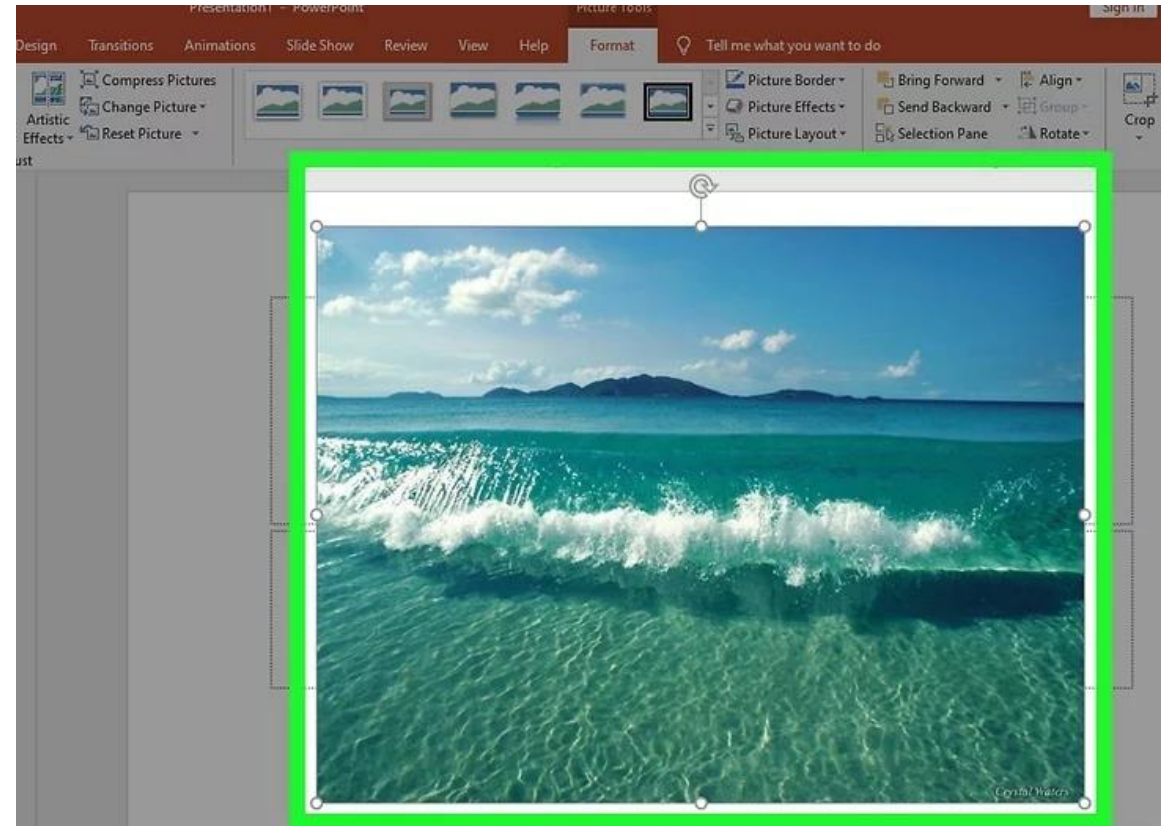 Presentation1 - PowerPoint
Picture Tools
Sign in
Design Transitions Animations Slide Show Review View Help Format Tell me what you want to do
Compress Pictures
Change Picture
Reset Picture
Artistic
Effects
ust
Picture Border
Picture Effects
Picture Layout
Bring Forward
Send Backward
Selection Pane
Align
Group
Rotate
Crop
Crystal Waters